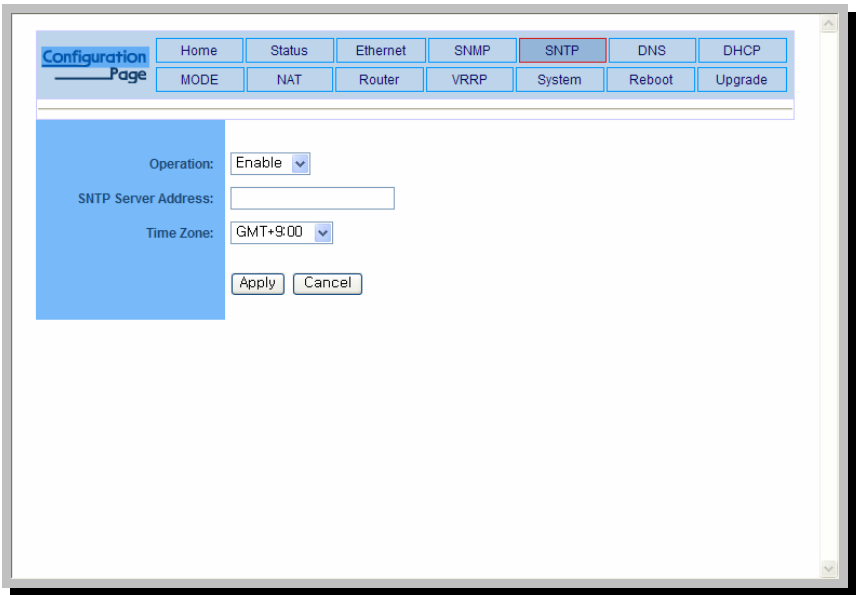 Configuration Page
Home Status Ethernet SNMP SNTP DNS DHCP
MODE NAT Router VRRP System Reboot Upgrade
Operation: Enable
SNTP Server Address:
Time Zone: GMT+9:00
Apply Cancel